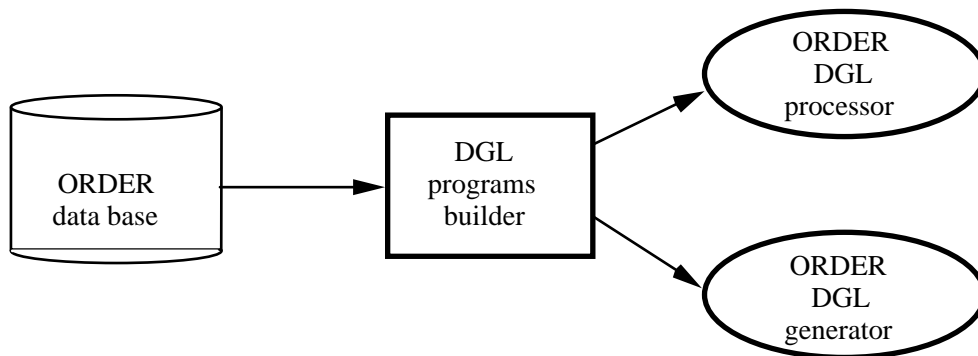 ORDER
data base
DGL
programs
builder
ORDER
DGL
processor
ORDER
DGL
generator